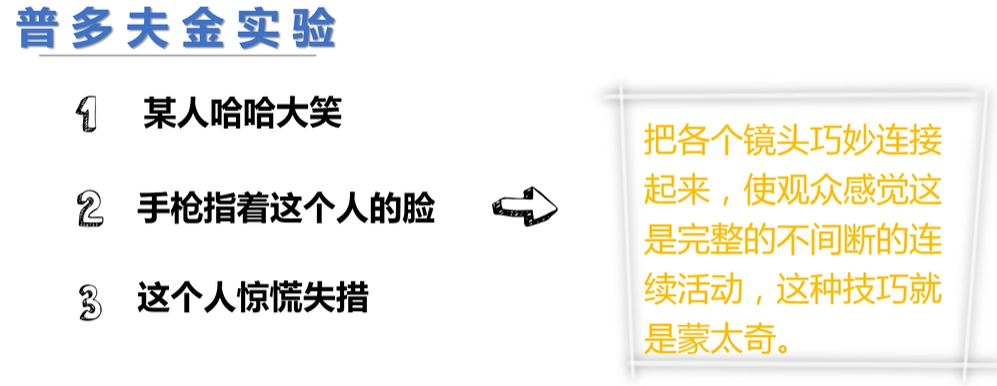 普多夫金实验
1 某人哈哈大笑
2 手枪指着这个人的脸
3 这个人惊慌失措
把各个镜头巧妙连接
起来，使观众感觉这
是完整的不间断的连
续活动，这种技巧就
是蒙太奇。